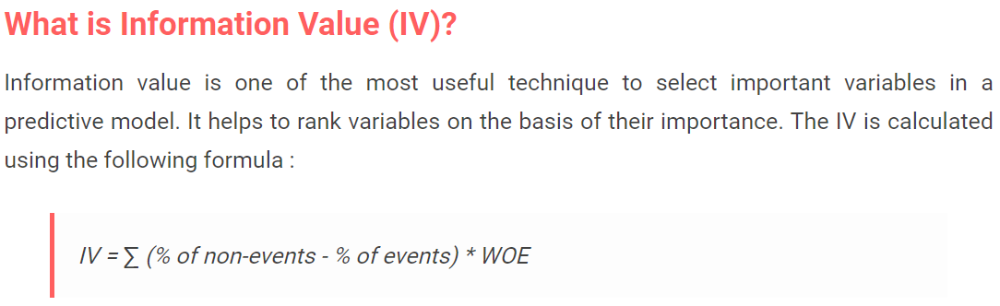 What is Information Value (IV)?
Information value is one of the most useful technique to select important variables in a
predictive model. It helps to rank variables on the basis of their importance. The IV is calculated
using the following formula :
IV = ∑ (% of non-events - % of events) * WOE